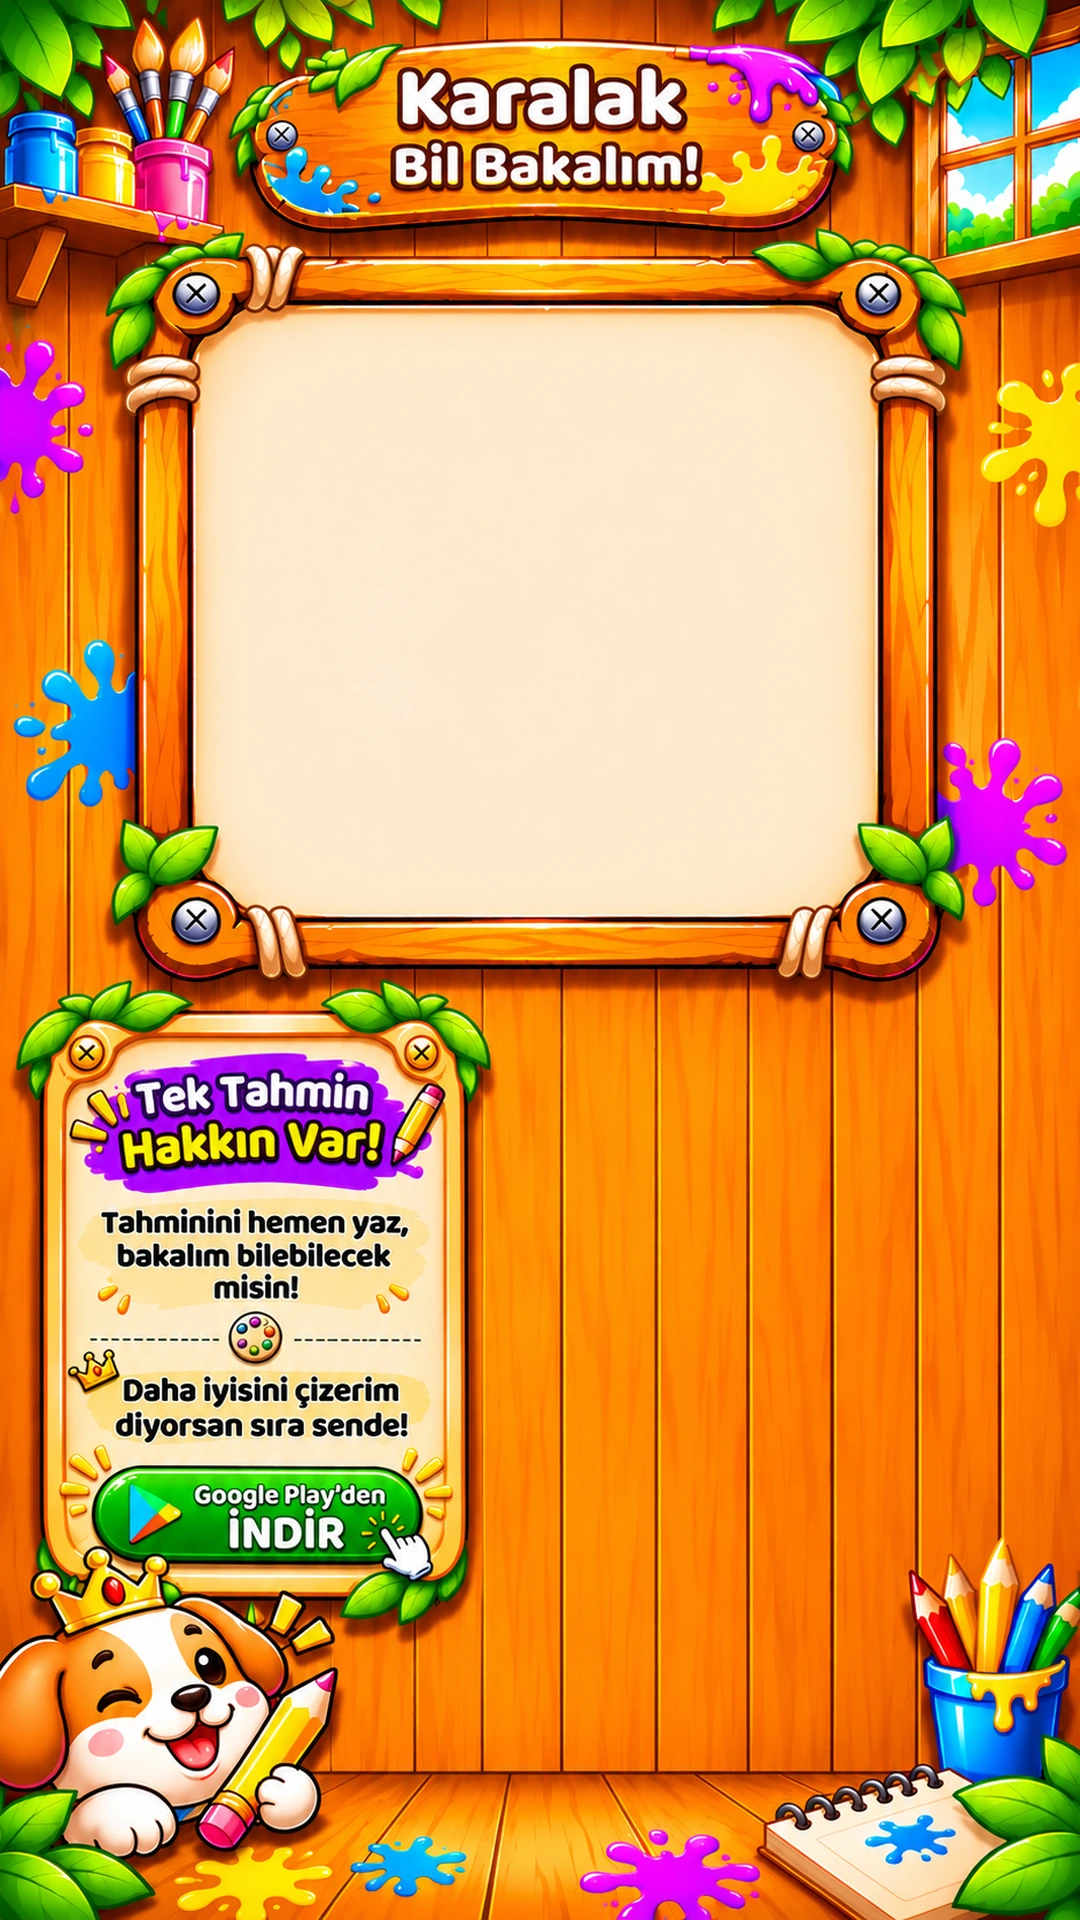 Karalak
Bil Bakalım!
Tek Tahmin
Hakkın Var!
Tahminini hemen yaz,
bakalım bilebilecek
misin!
Daha iyisini çizerim
diyorsan sıra sende!
Google Play'den
İNDİR